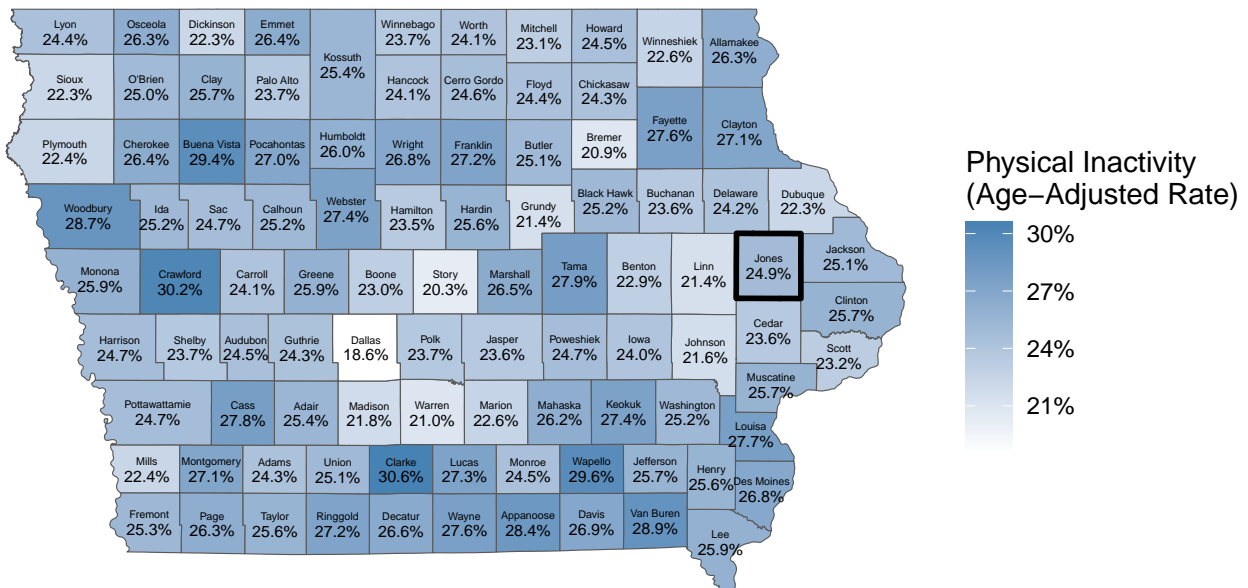 Lyon Osceola Dickinson Emmet Winnebago Worth Mitchell Howard Winneshiek Allamakee
24.4% 26.3% 22.3% 26.4% 23.7% 24.1% 23.1% 24.5% 22.6% 26.3%
Kossuth
25.4%
Sioux O'Brien Clay Palo Alto Hancock Cerro Gordo Floyd Chickasaw
22.3% 25.0% 25.7% 23.7% 24.1% 24.6% 24.4% 24.3%
Fayette Clayton
27.6% 27.1%
Plymouth Cherokee Buena Vista Pocahontas Humboldt Wright Franklin Butler Bremer
22.4% 26.4% 29.4% 27.0% 26.0% 26.8% 27.2% 25.1% 20.9%
Physical Inactivity
(Age−Adjusted Rate)
Woodbury Ida Sac Calhoun Webster Hamilton Hardin Grundy Black Hawk Buchanan Delaware Dubuque
28.7% 25.2% 24.7% 25.2% 27.4% 23.5% 25.6% 21.4% 25.2% 23.6% 24.2% 22.3%
30%
Monona Crawford Carroll Greene Boone Story Marshall Tama Benton Linn Jones Jackson
25.9% 30.2% 24.1% 25.9% 23.0% 20.3% 26.5% 27.9% 22.9% 21.4% 24.9% 25.1%
27%
Clinton
25.7%
Harrison Shelby Audubon Guthrie Dallas Polk Jasper Poweshiek Iowa Johnson Cedar Scott
24.7% 23.7% 24.5% 24.3% 18.6% 23.7% 23.6% 24.7% 24.0% 21.6% 23.6% 23.2%
24%
Muscatine
25.7%
21%
Pottawattamie Cass Adair Madison Warren Marion Mahaska Keokuk Washington Louisa
24.7% 27.8% 25.4% 21.8% 21.0% 22.6% 26.2% 27.4% 25.2% 27.7%
Mills Montgomery Adams Union Clarke Lucas Monroe Wapello Jefferson Henry Des Moines
22.4% 27.1% 24.3% 25.1% 30.6% 27.3% 24.5% 29.6% 25.7% 25.6% 26.8%
Fremont Page Taylor Ringgold Decatur Wayne Appanoose Davis Van Buren Lee
25.3% 26.3% 25.6% 27.2% 26.6% 27.6% 28.4% 26.9% 28.9% 25.9%